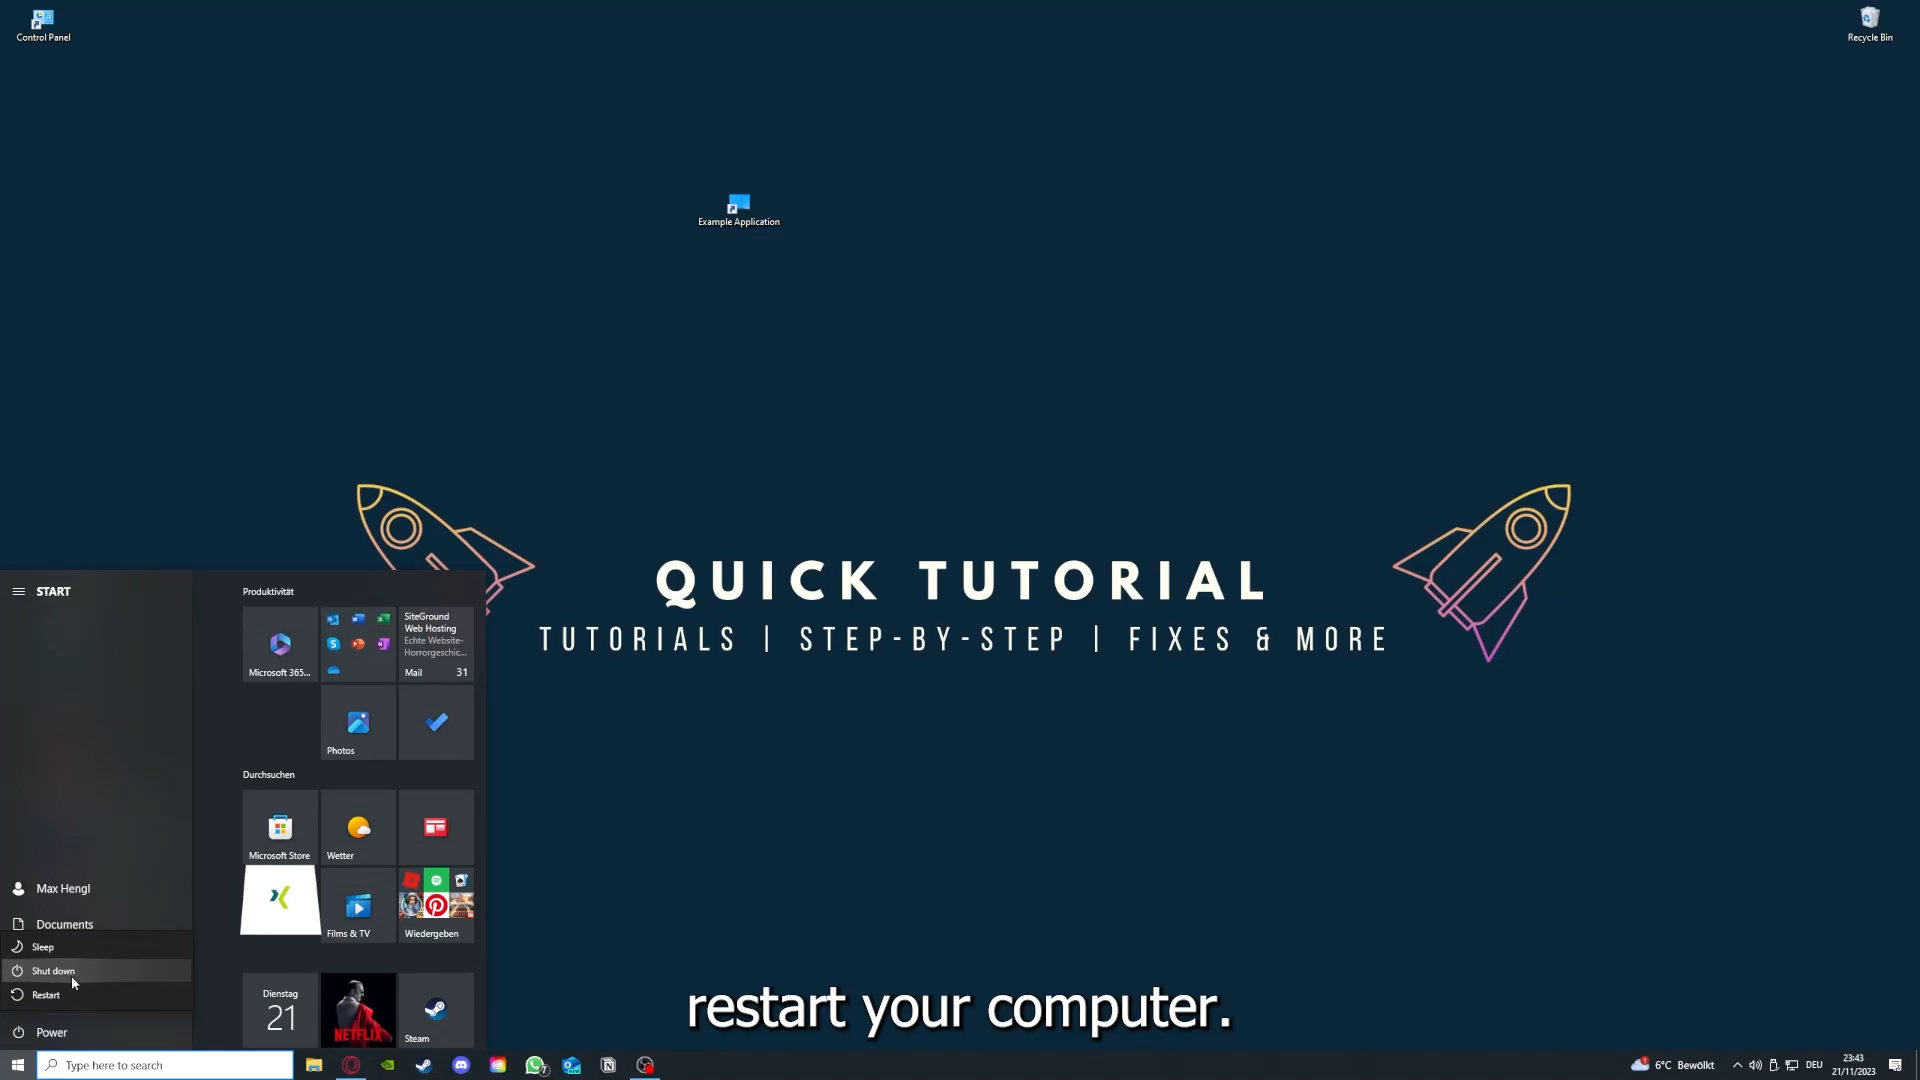 Control Panel
Recycle Bin
Example Application
QUICK TUTORIAL
TUTORIALS | STEP-BY-STEP | FIXES & MORE
START
Produktivität
SiteGround
Web Hosting
Echte Website-
Horrorgeschic...
Microsoft 365...
Mail 31
Photos
Durchsuchen
Microsoft Store
Wetter
Films & TV
Wiedergeben
Max Hengl
Documents
Sleep
Shut down
Restart
Power
Dienstag
21
NETFLIX
Steam
restart your computer.
Type here to search
7
1
6°C Bewölkt
DEU
23:43
21/11/2023